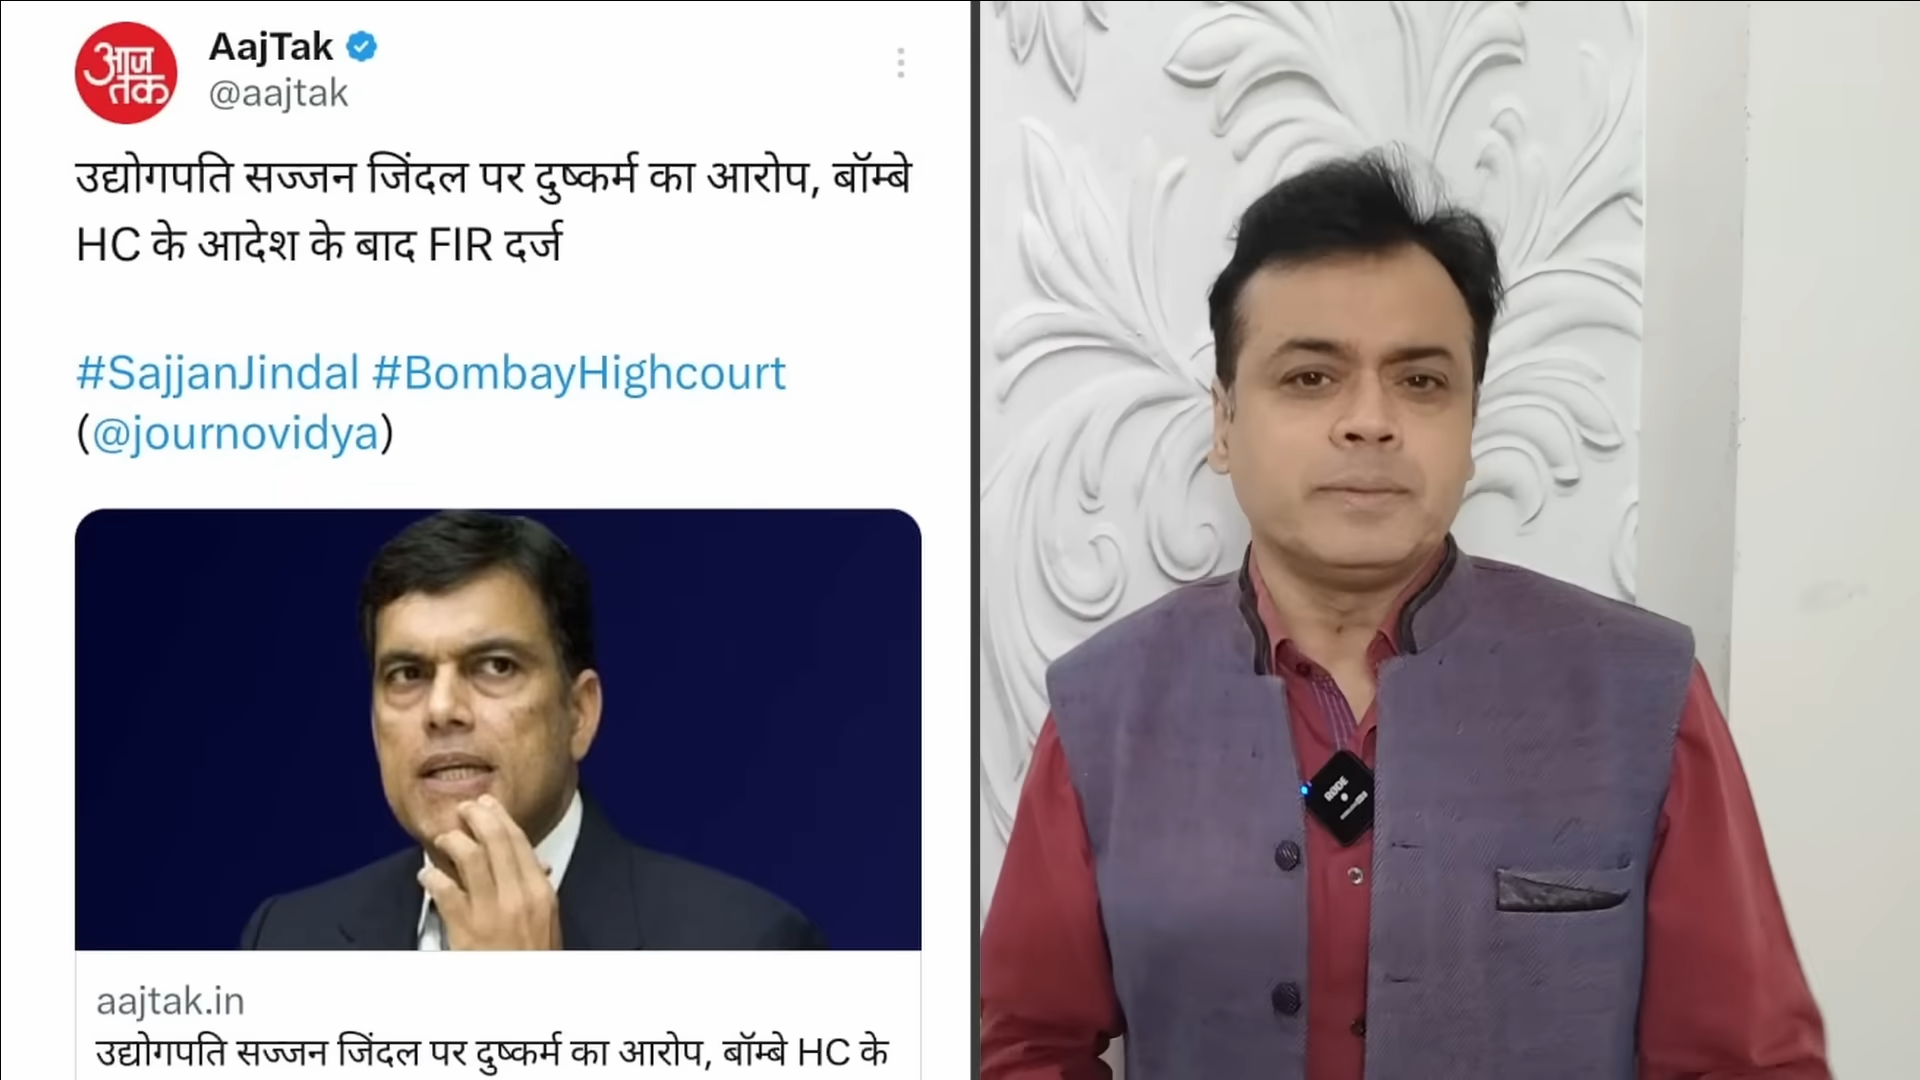 आज
तक
AajTak
@aajtak
उद्योगपति सज्जन जिंदल पर दुष्कर्म का आरोप, बॉम्बे
HC के आदेश के बाद FIR दर्ज
#SajjanJindal #BombayHighcourt
(@journovidya)
aajtak.in
उद्योगपति सज्जन जिंदल पर दुष्कर्म का आरोप, बॉम्बे HC के
RØDE